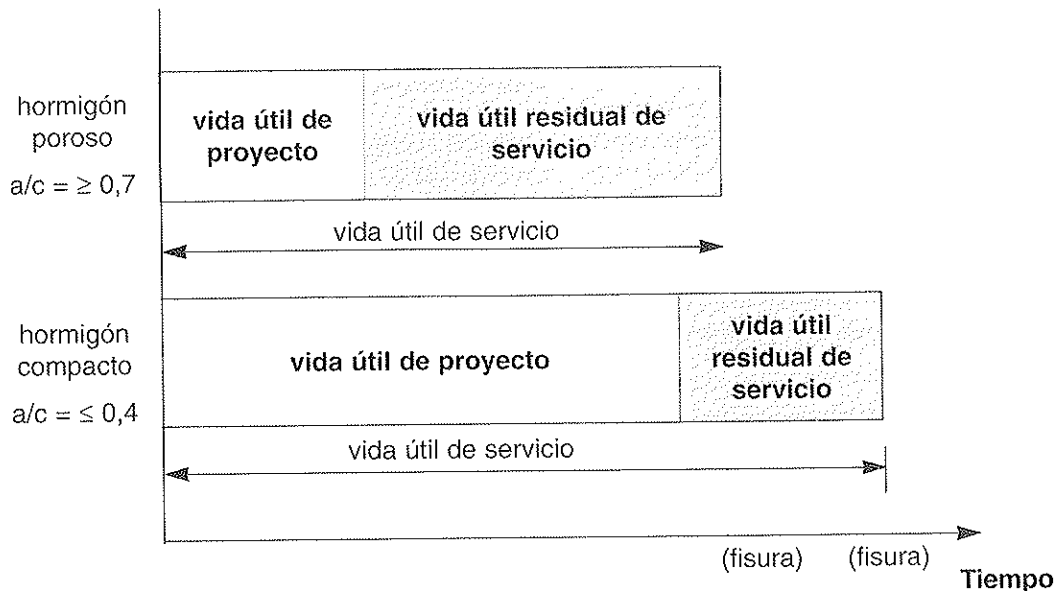 hormigón
poroso
a/c = ≥ 0,7
vida útil de
proyecto
vida útil residual de
servicio
vida útil de servicio
hormigón
compacto
a/c = ≤ 0,4
vida útil de proyecto
vida útil
residual de
servicio
vida útil de servicio
(fisura) (fisura)
Tiempo